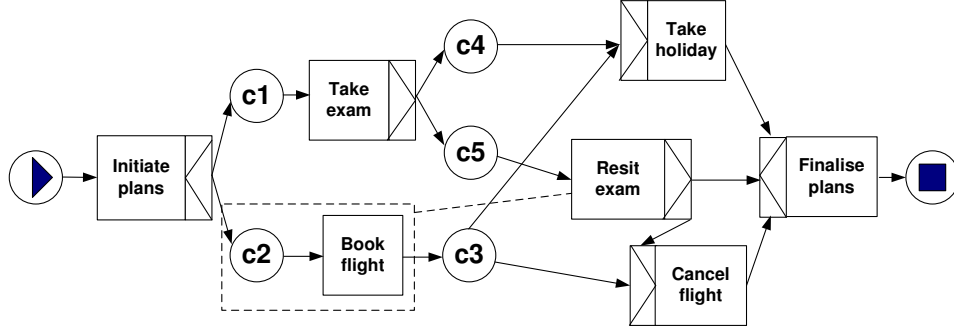 c4
Take
holiday
c1
Take
exam
c5
Initiate
plans
Resit
exam
Finalise
plans
c2
Book
flight
c3
Cancel
flight